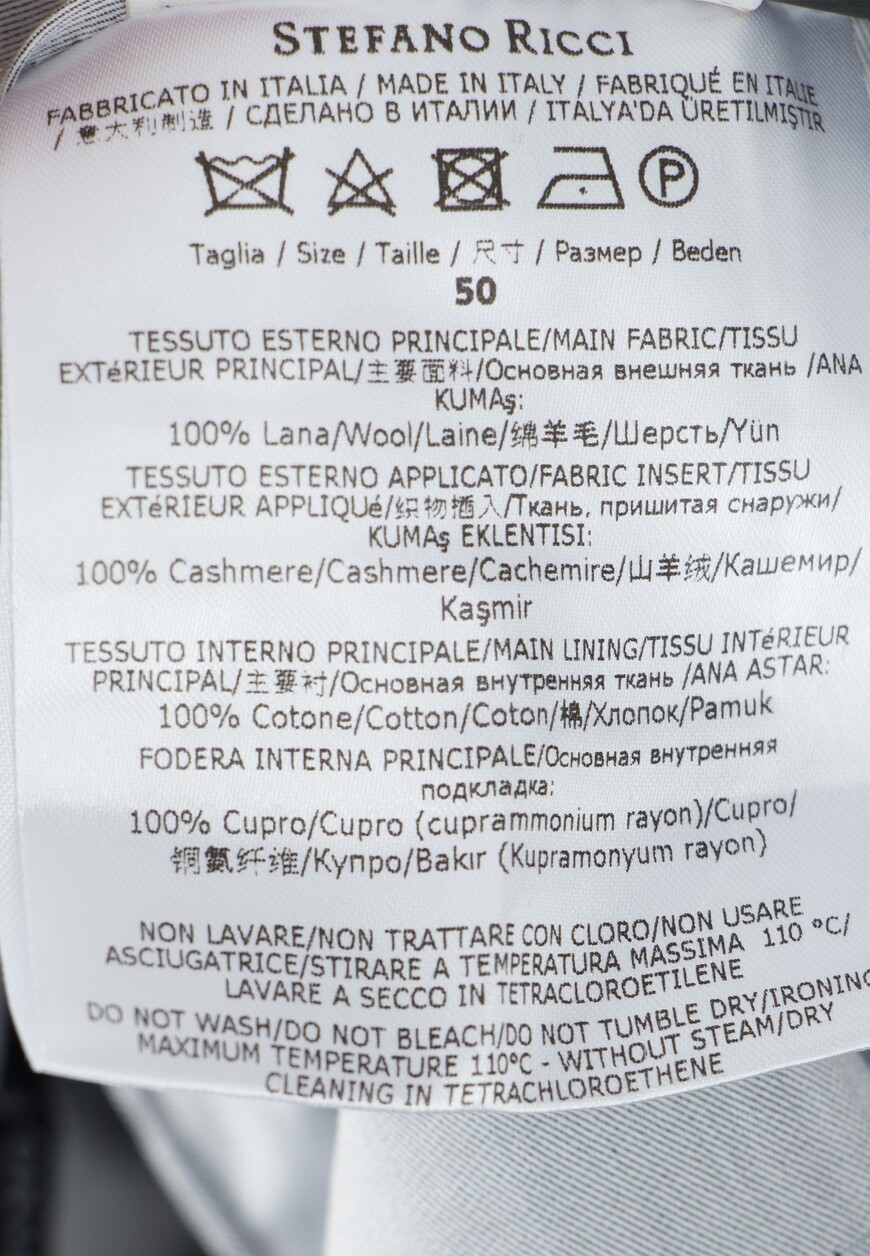 STEFANO RICCI
FABBRICATO IN ITALIA / MADE IN ITALY / FABRIQUÉ EN ITALIE
/ 意大利制造 / СДЕЛАНО В ИТАЛИИ / ITALYA'DA ÜRETILMIŞTIR
P
Taglia / Size / Taille / 尺寸 / Размер / Beden
50
TESSUTO ESTERNO PRINCIPALE/MAIN FABRIC/TISSU
EXTéRIEUR PRINCIPAL/主要面料/Основная внешняя ткань /ANA
KUMAş:
100% Lana/Wool/Laine/绵羊毛/Шерсть/Yün
TESSUTO ESTERNO APPLICATO/FABRIC INSERT/TISSU
EXTéRIEUR APPLIQUé/织物插入/Ткань, пришитая снаружи/
KUMAş EKLENTISI:
100% Cashmere/Cashmere/Cachemire/山羊绒/Кашемир/
Kaşmir
TESSUTO INTERNO PRINCIPALE/MAIN LINING/TISSU INTéRIEUR
PRINCIPAL/主要衬/Основная внутренняя ткань /ANA ASTAR:
100% Cotone/Cotton/Coton/棉/Хлопок/Pamuk
FODERA INTERNA PRINCIPALE/Основная внутренняя
подкладка:
100% Cupro/Cupro (cuprammonium rayon)/Cupro/
铜氨纤维/Купро/Bakır (Kupramonyum rayon)
NON LAVARE/NON TRATTARE CON CLORO/NON USARE
ASCIUGATRICE/STIRARE A TEMPERATURA MASSIMA 110 °C/
LAVARE A SECCO IN TETRACLOROETILENE
DO NOT WASH/DO NOT BLEACH/DO NOT TUMBLE DRY/IRONING
MAXIMUM TEMPERATURE 110°C - WITHOUT STEAM/DRY
CLEANING IN TETRACHLOROETHENE